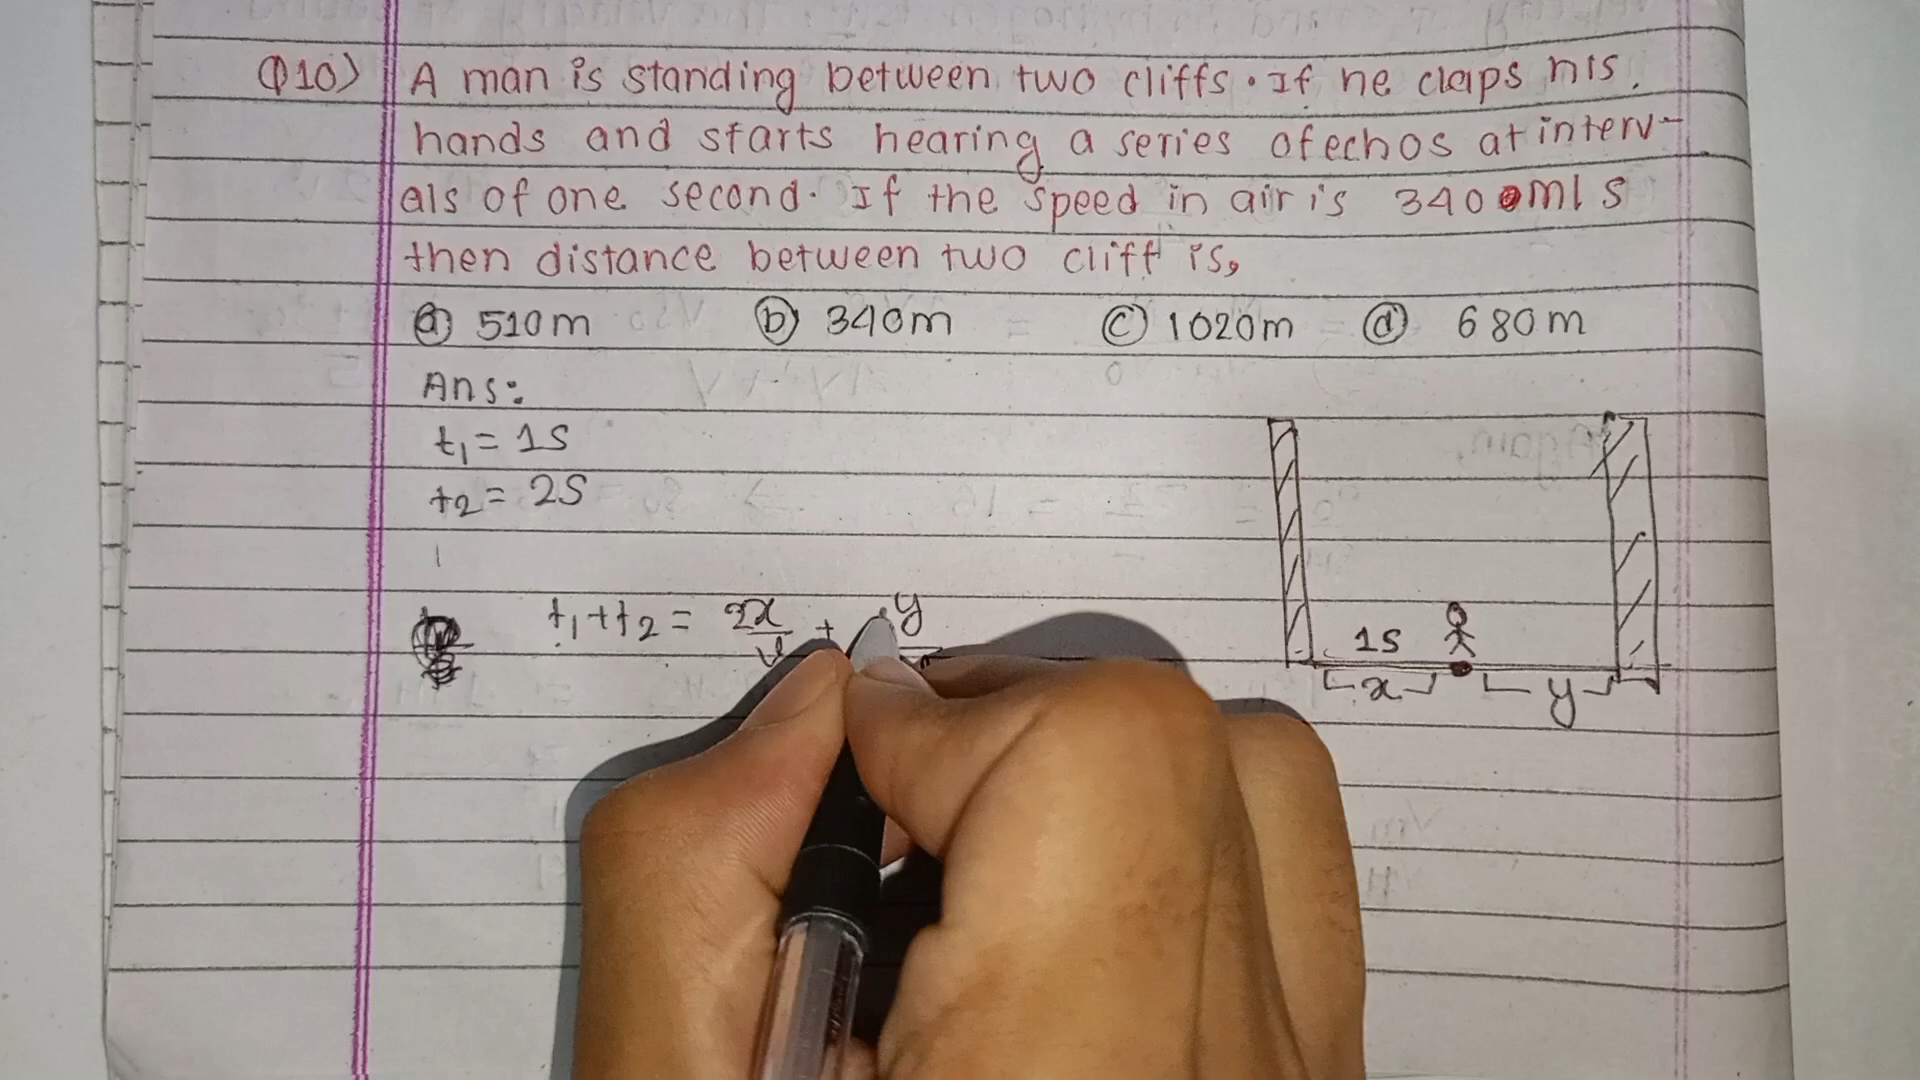 Q10) A man is standing between two cliffs. If he claps his
hands and starts hearing a series of echos at interv-
als of one second. If the speed in air is 340 m/s
then distance between two cliff is,
(a) 510m (b) 340m (c) 1020m (d) 680m
Ans:
t₁ = 1s
t₂ = 2s
t₁ + t₂ = 2x/v + y
1s
x y